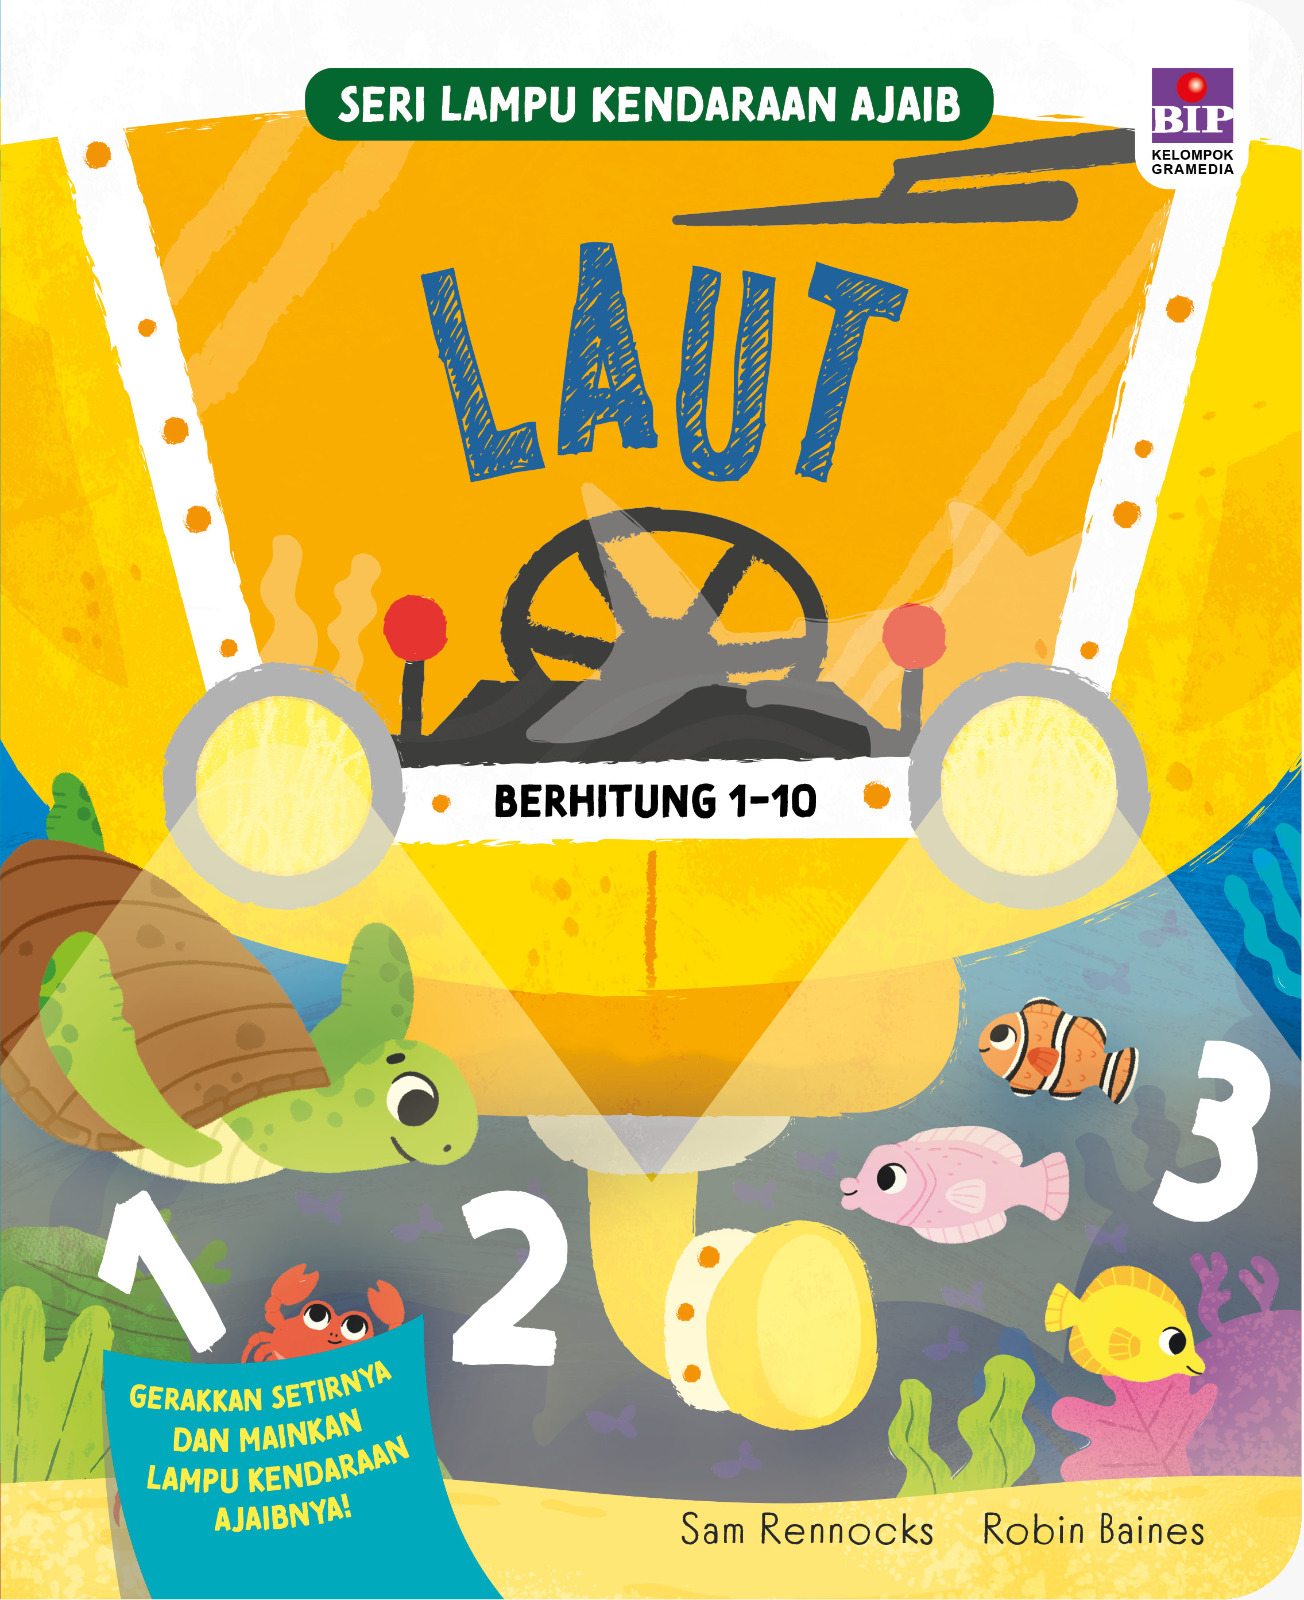 SERI LAMPU KENDARAAN AJAIB
BIP
KELOMPOK
GRAMEDIA
LAUT
BERHITUNG 1-10
1
2
3
GERAKKAN SETIRNYA
DAN MAINKAN
LAMPU KENDARAAN
AJAIBNYA!
Sam Rennocks Robin Baines